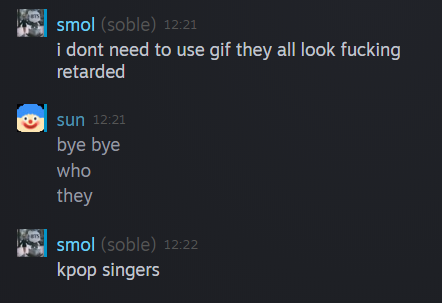 smol (soble) 12:21
i dont need to use gif they all look fucking
retarded
sun 12:21
bye bye
who
they
smol (soble) 12:22
kpop singers